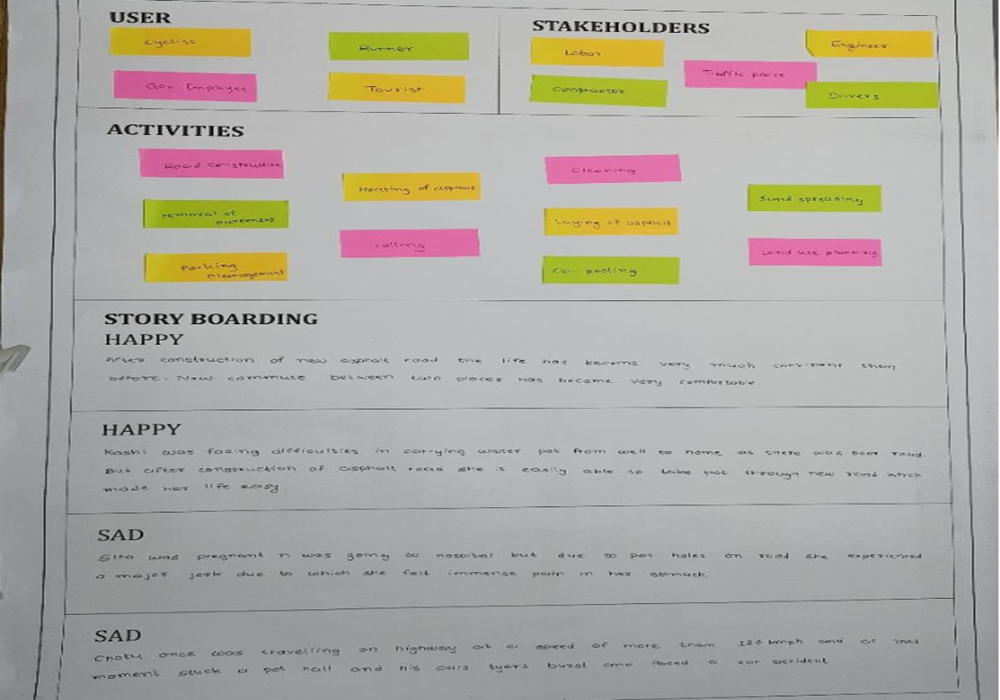 USER
STAKEHOLDERS
Cyclist
Runner
Gov Employee
Tourist
Labor
Engineer
Traffic police
Contractor
Drivers
ACTIVITIES
Road construction
Heating of asphalt
Cleaning
removal of
pavement
Sand spreading
Laying of asphalt
rolling
Parking
Management
Car pooling
Land use planning
STORY BOARDING
HAPPY
After construction of new asphalt road the life has become very much them
before. Now commute between two places has become very comfortable
HAPPY
Kashi was facing difficulties in carrying water pot from well to home as there was poor road.
But after construction of asphalt road she is easily able to take pot through new road which
made her life easy.
SAD
Sita was pregnant n was going to hospital but due to pot holes on road she experienced
a major jerk due to which she felt immense pain in her stomach.
SAD
Chotu once was travelling on highway at a speed of more than 120 kmph and at that
moment stuck a pot hall and his cars tyers burst and faced a car accident